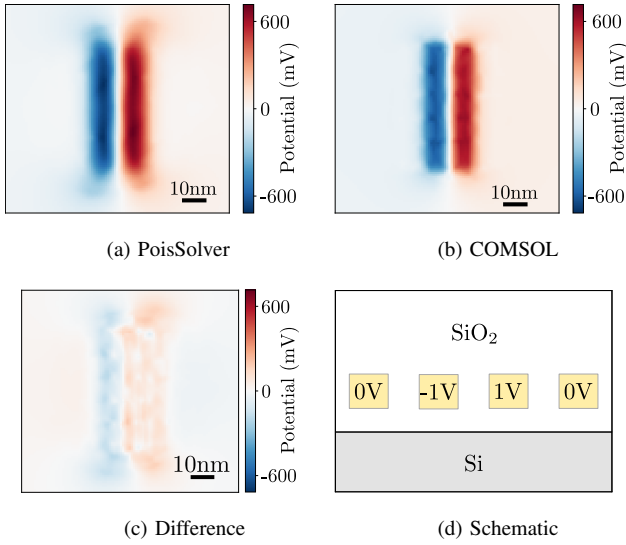 600
0
-600
Potential (mV)
10nm
(a) PoisSolver
600
0
-600
Potential (mV)
10nm
(b) COMSOL
600
0
-600
Potential (mV)
10nm
(c) Difference
SiO₂
0V -1V 1V 0V
Si
(d) Schematic